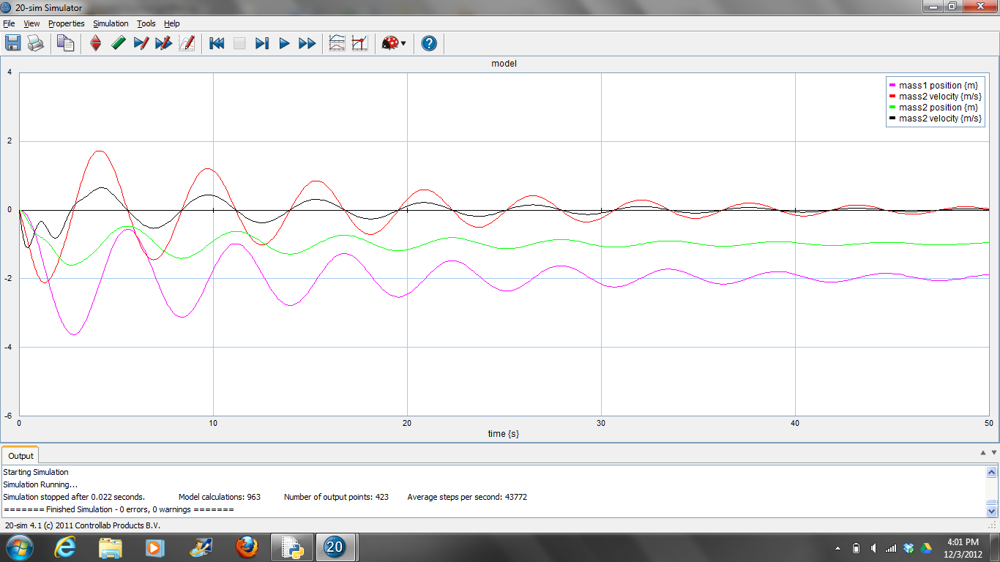 20-sim Simulator
File View Properties Simulation Tools Help
model
mass1 position {m}
mass2 velocity {m/s}
mass2 position {m}
mass2 velocity {m/s}
4
2
0
-2
-4
-6
0 10 20 30 40 50
time {s}
Output
Starting Simulation
Simulation Running...
Simulation stopped after 0.022 seconds. Model calculations: 963 Number of output points: 423 Average steps per second: 43772
======= Finished Simulation - 0 errors, 0 warnings =======
20-sim 4.1 (c) 2011 Controllab Products B.V.
20
4:01 PM
12/3/2012